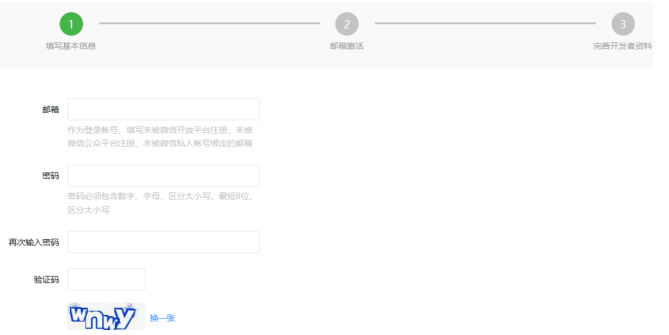 1
2
3
填写基本信息
邮箱激活
完善开发者资料
邮箱
作为登录帐号，填写未被微信开放平台注册、未被
微信公众平台注册、未被微信私人帐号绑定的邮箱
密码
密码必须包含数字、字母、区分大小写，最短8位，
区分大小写
再次输入密码
验证码
wnwy 换一张